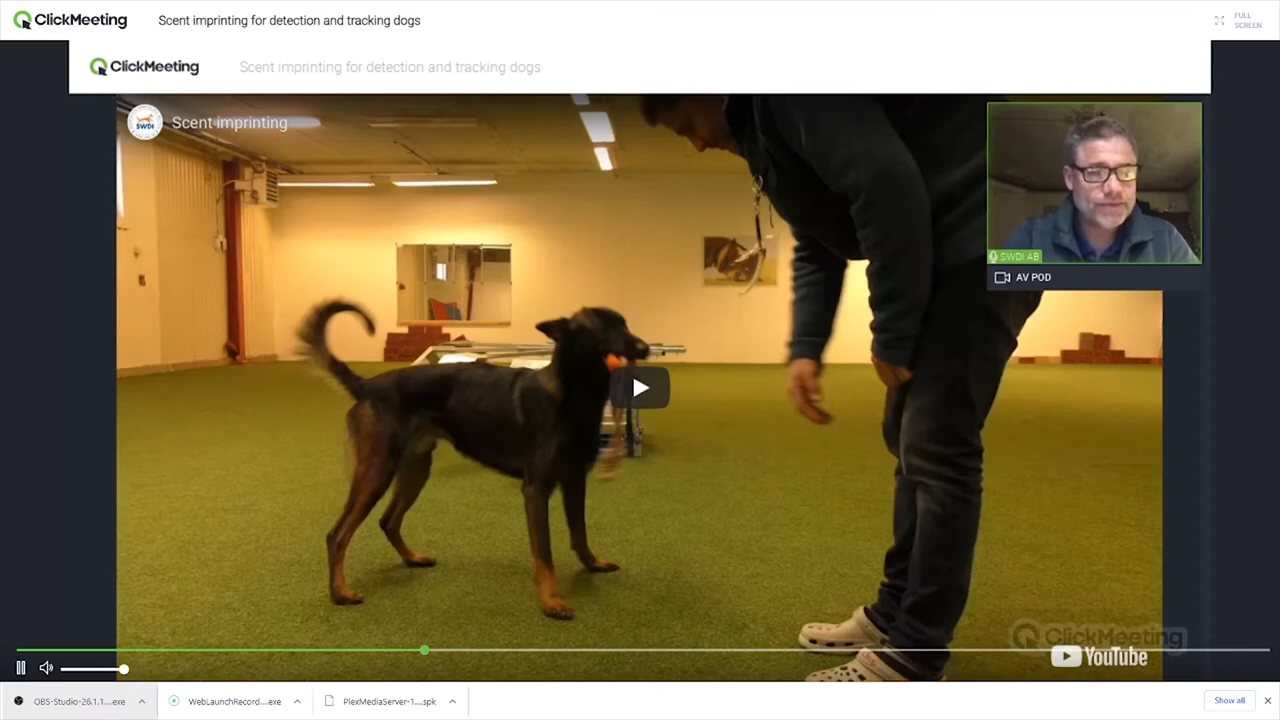 ClickMeeting
Scent imprinting for detection and tracking dogs
FULL
SCREEN
ClickMeeting
Scent imprinting for detection and tracking dogs
SWDI
Scent imprinting
SWDI AB
AV POD
ClickMeeting
YouTube
OBS-Studio-26.1.1....exe
WebLaunchRecord....exe
PlexMediaServer-1....spk
Show all